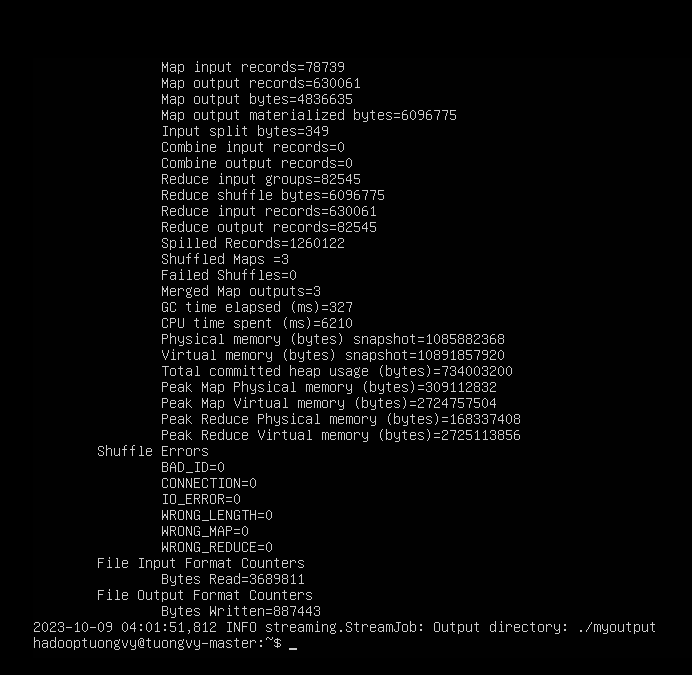 Map input records=78739
Map output records=630061
Map output bytes=4836635
Map output materialized bytes=6096775
Input split bytes=349
Combine input records=0
Combine output records=0
Reduce input groups=82545
Reduce shuffle bytes=6096775
Reduce input records=630061
Reduce output records=82545
Spilled Records=1260122
Shuffled Maps =3
Failed Shuffles=0
Merged Map outputs=3
GC time elapsed (ms)=327
CPU time spent (ms)=6210
Physical memory (bytes) snapshot=1085882368
Virtual memory (bytes) snapshot=10891857920
Total committed heap usage (bytes)=734003200
Peak Map Physical memory (bytes)=309112832
Peak Map Virtual memory (bytes)=2724757504
Peak Reduce Physical memory (bytes)=168337408
Peak Reduce Virtual memory (bytes)=2725113856
Shuffle Errors
BAD_ID=0
CONNECTION=0
IO_ERROR=0
WRONG_LENGTH=0
WRONG_MAP=0
WRONG_REDUCE=0
File Input Format Counters
Bytes Read=3689811
File Output Format Counters
Bytes Written=887443
2023-10-09 04:01:51,812 INFO streaming.StreamJob: Output directory: ./myoutput
hadooptuongvy@tuongvy-master:~$ _